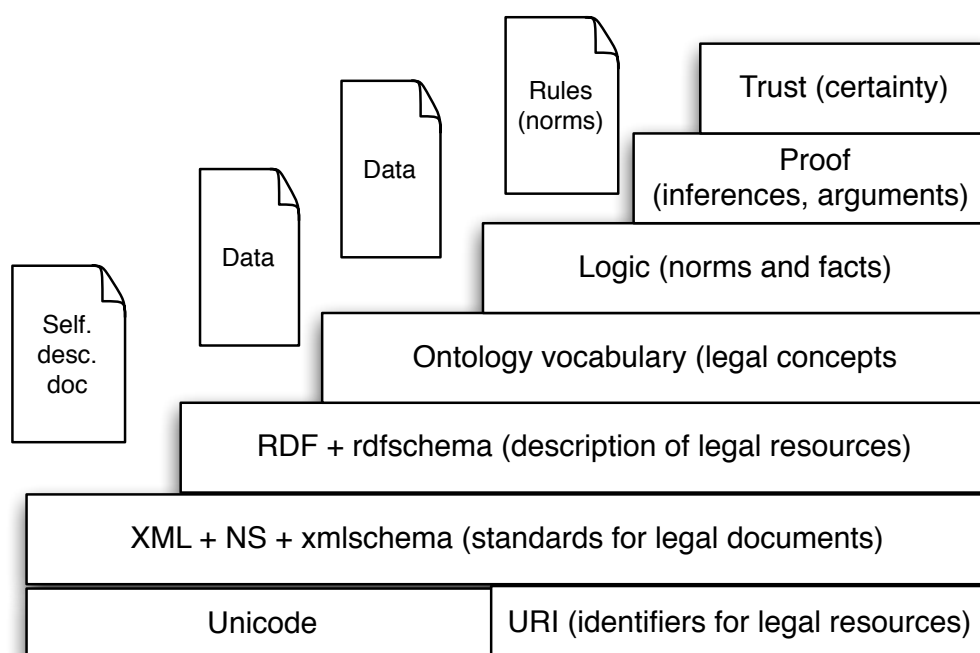 Rules
(norms)
Trust (certainty)
Data
Proof
(inferences, arguments)
Data
Logic (norms and facts)
Self.
desc.
doc
Ontology vocabulary (legal concepts
RDF + rdfschema (description of legal resources)
XML + NS + xmlschema (standards for legal documents)
Unicode
URI (identifiers for legal resources)